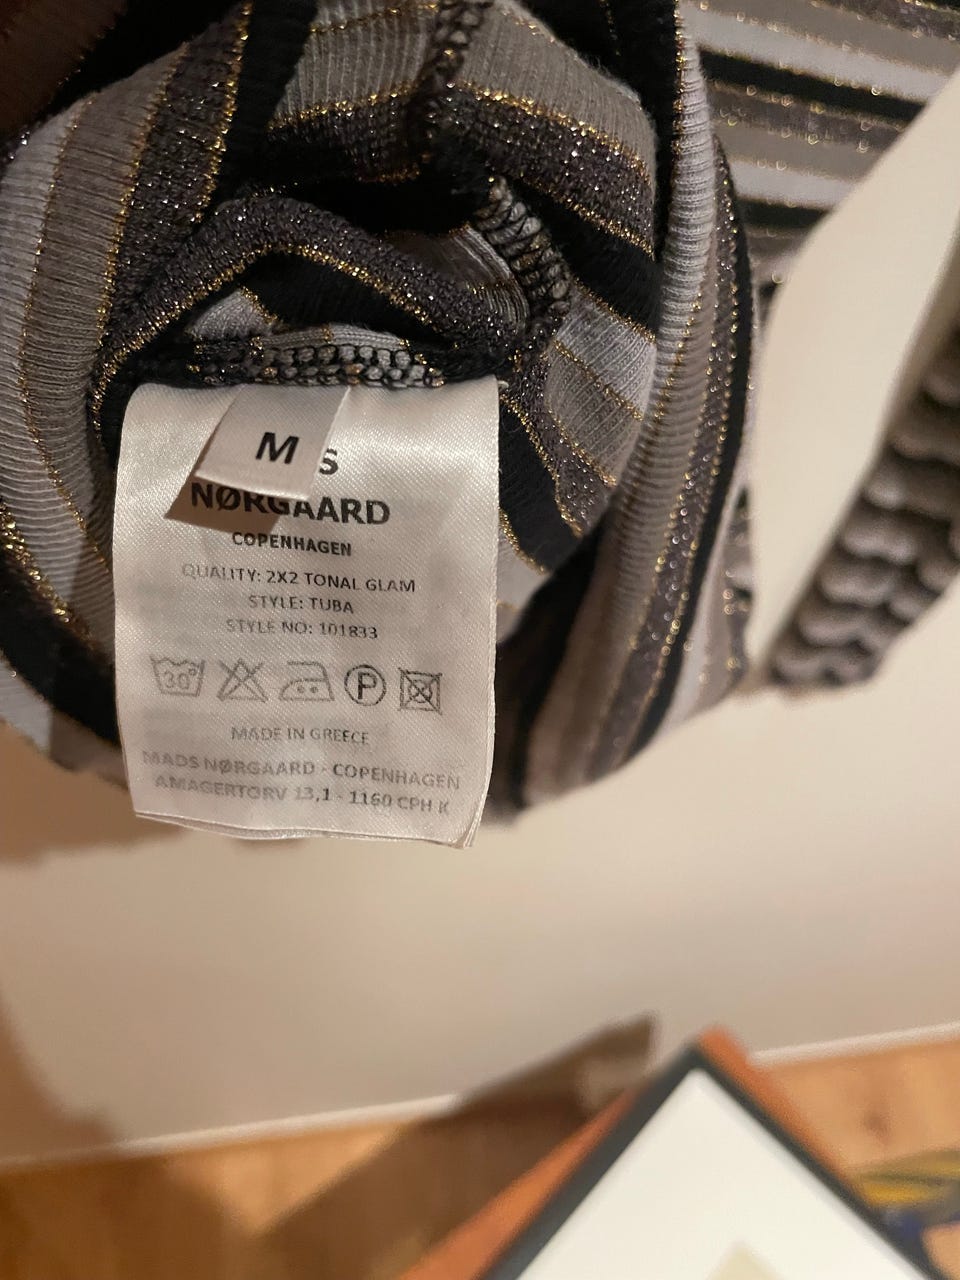 M
S
NØRGAARD
COPENHAGEN
QUALITY: 2X2 TONAL GLAM
STYLE: TUBA
STYLE NO: 101833
30°
P
MADE IN GREECE
MADS NØRGAARD - COPENHAGEN
AMAGERTORV 13,1 - 1160 CPH K